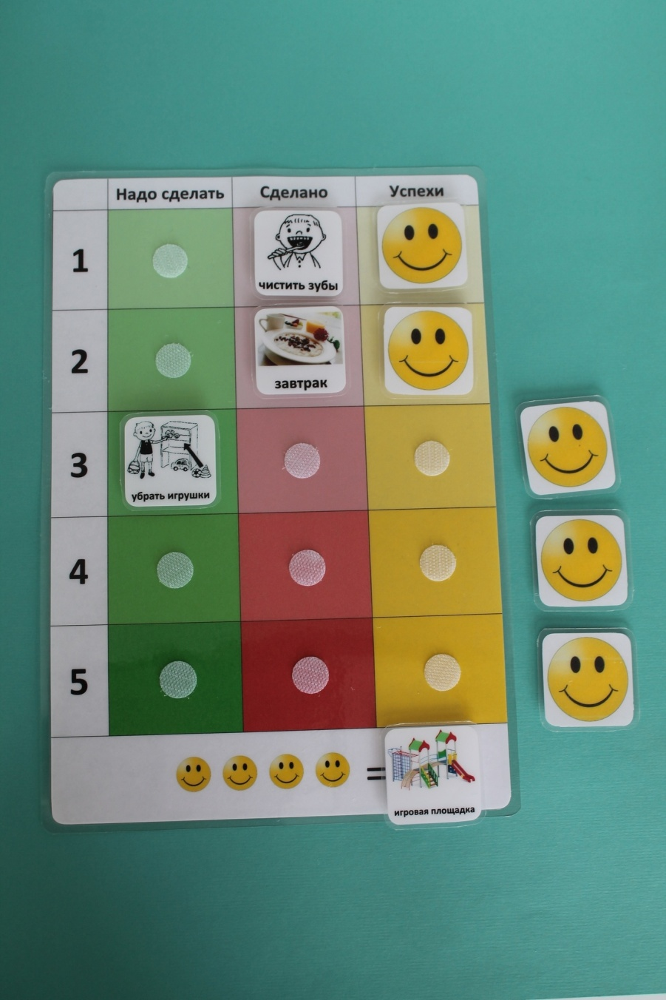 Надо сделать Сделано Успехи
1
чистить зубы
2
завтрак
3
убрать игрушки
4
5
=
игровая площадка